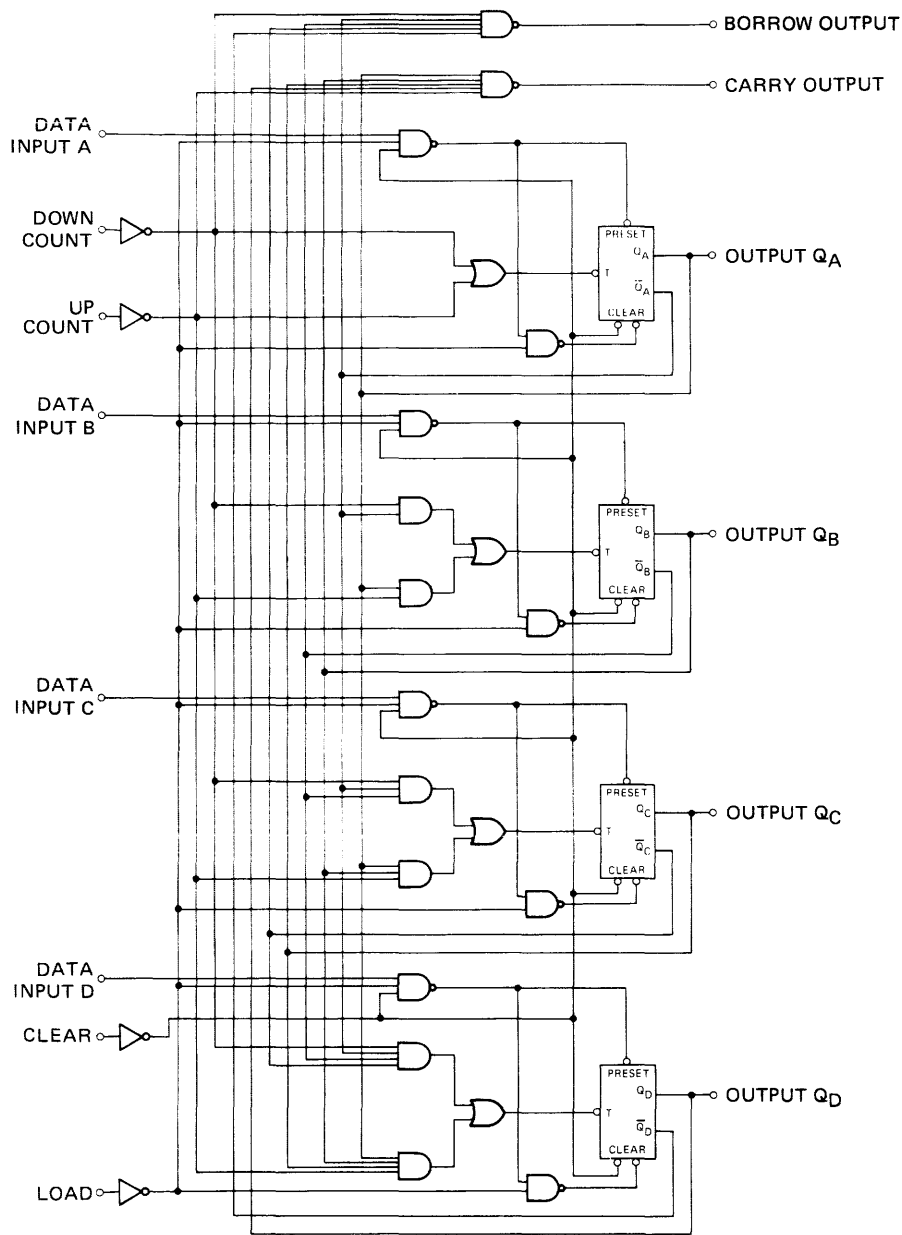 BORROW OUTPUT
CARRY OUTPUT
DATA
INPUT A
DOWN
COUNT
PRESET
QA
OUTPUT QA
T
Q̅A
UP
COUNT
CLEAR
DATA
INPUT B
PRESET
QB
OUTPUT QB
T
Q̅B
CLEAR
DATA
INPUT C
PRESET
QC
OUTPUT QC
T
Q̅C
CLEAR
DATA
INPUT D
CLEAR
PRESET
QD
OUTPUT QD
T
Q̅D
CLEAR
LOAD